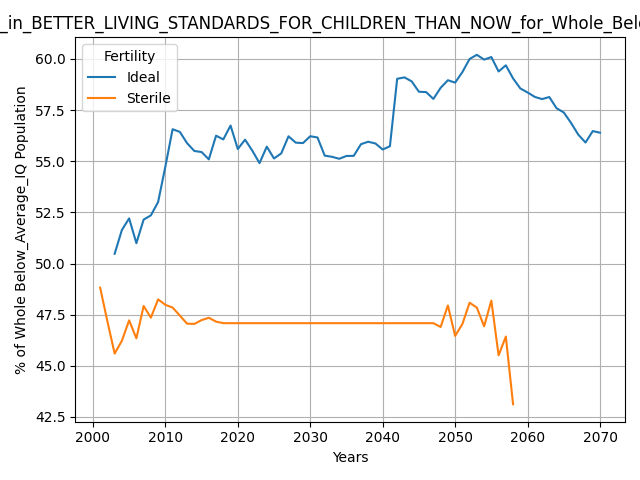 _in_BETTER_LIVING_STANDARDS_FOR_CHILDREN_THAN_NOW_for_Whole_Belo
Fertility
Ideal
Sterile
% of Whole Below_Average_IQ Population
60.0
57.5
55.0
52.5
50.0
47.5
45.0
42.5
2000 2010 2020 2030 2040 2050 2060 2070
Years